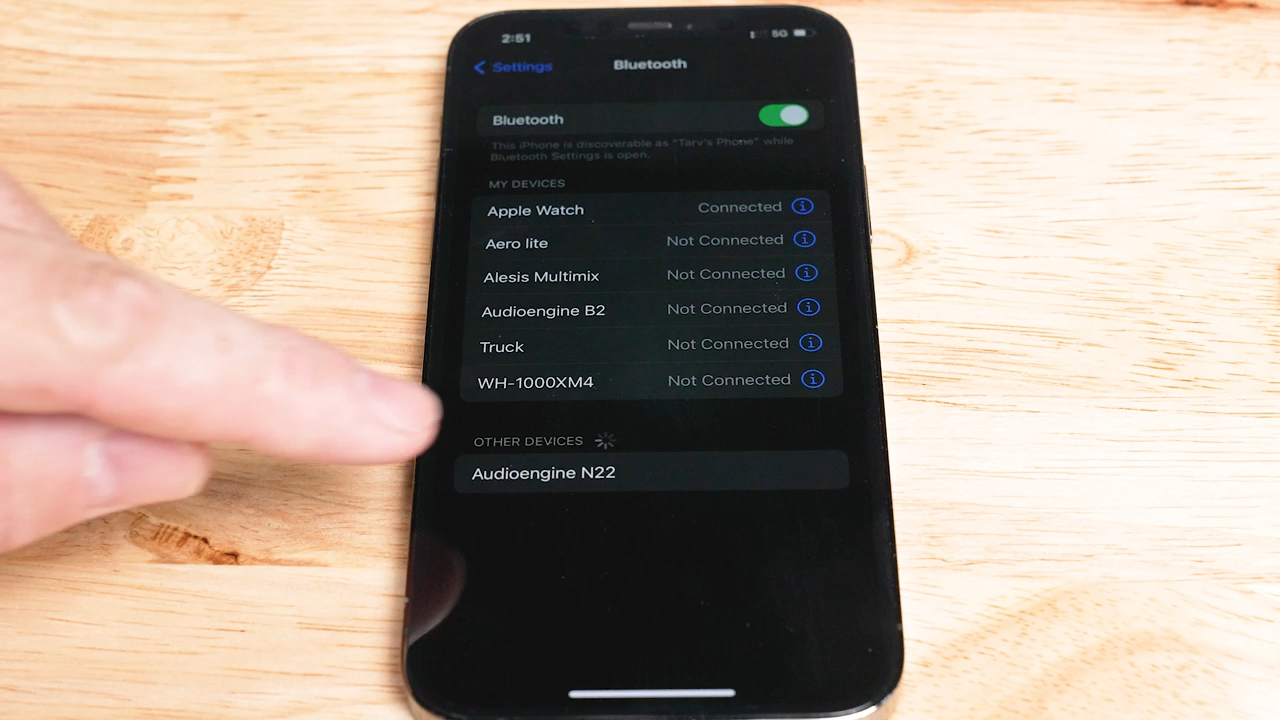 2:51
5G
Settings
Bluetooth
Bluetooth
This iPhone is discoverable as “Tarv's Phone” while
Bluetooth Settings is open.
MY DEVICES
Apple Watch Connected
Aero lite Not Connected
Alesis Multimix Not Connected
Audioengine B2 Not Connected
Truck Not Connected
WH-1000XM4 Not Connected
OTHER DEVICES
Audioengine N22